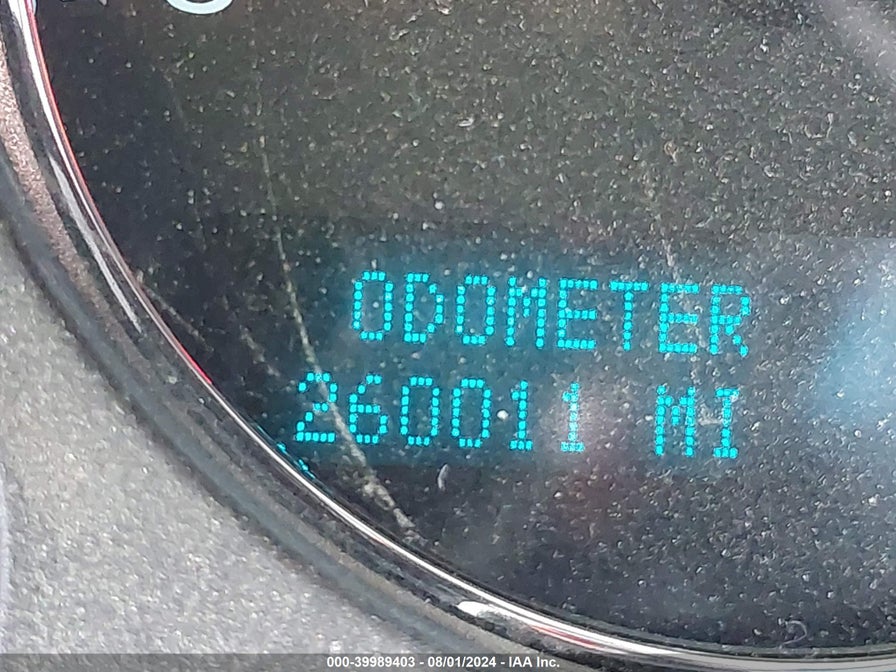 ODOMETER
260011 MI
000-39989403 - 08/01/2024 - IAA Inc.